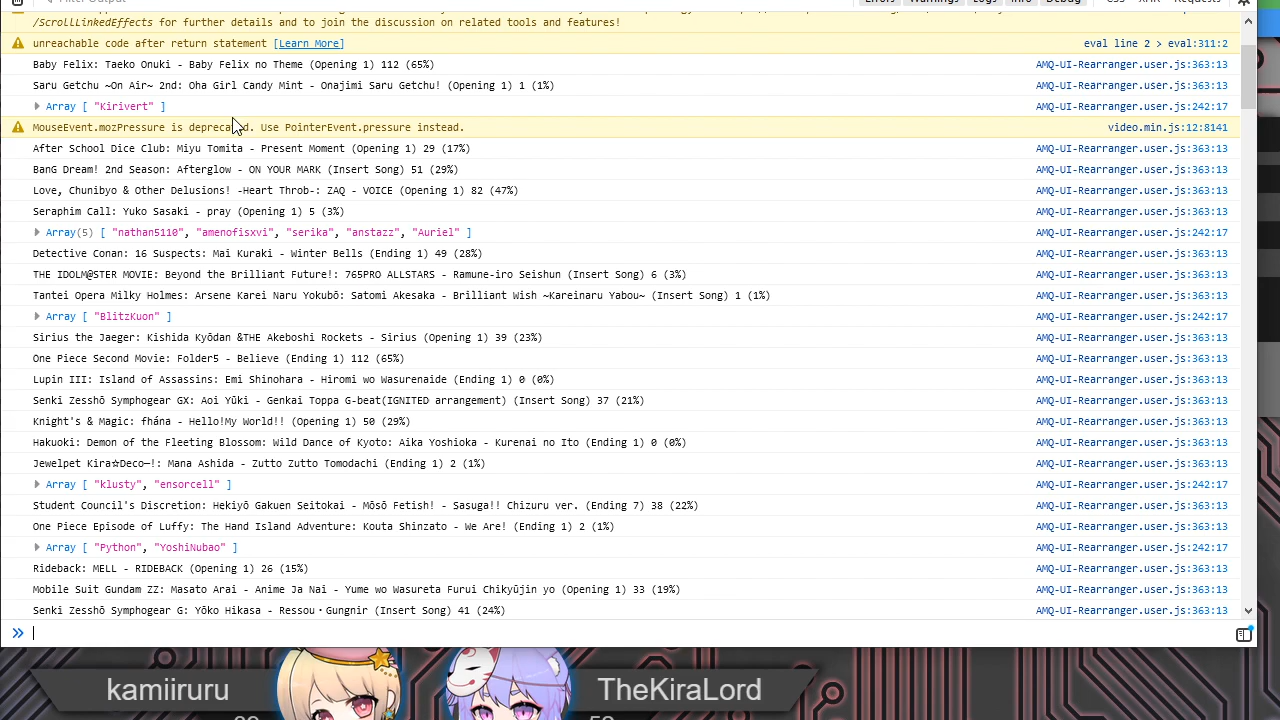 /ScrollLinkedEffects for further details and to join the discussion on related tools and features!
unreachable code after return statement [Learn More] eval line 2 > eval:311:2
Baby Felix: Taeko Onuki - Baby Felix no Theme (Opening 1) 112 (65%) AMQ-UI-Rearranger.user.js:363:13
Saru Getchu ~On Air~ 2nd: Oha Girl Candy Mint - Onajimi Saru Getchu! (Opening 1) 1 (1%) AMQ-UI-Rearranger.user.js:363:13
Array [ "Kirivert" ] AMQ-UI-Rearranger.user.js:242:17
MouseEvent.mozPressure is deprecated. Use PointerEvent.pressure instead. video.min.js:12:8141
After School Dice Club: Miyu Tomita - Present Moment (Opening 1) 29 (17%) AMQ-UI-Rearranger.user.js:363:13
BanG Dream! 2nd Season: Afterglow - ON YOUR MARK (Insert Song) 51 (29%) AMQ-UI-Rearranger.user.js:363:13
Love, Chunibyo & Other Delusions! -Heart Throb-: ZAQ - VOICE (Opening 1) 82 (47%) AMQ-UI-Rearranger.user.js:363:13
Seraphim Call: Yuko Sasaki - pray (Opening 1) 5 (3%) AMQ-UI-Rearranger.user.js:363:13
Array(5) [ "nathan5110", "amenofisxvi", "serika", "anstazz", "Auriel" ] AMQ-UI-Rearranger.user.js:242:17
Detective Conan: 16 Suspects: Mai Kuraki - Winter Bells (Ending 1) 49 (28%) AMQ-UI-Rearranger.user.js:363:13
THE IDOLM@STER MOVIE: Beyond the Brilliant Future!: 765PRO ALLSTARS - Ramune-iro Seishun (Insert Song) 6 (3%) AMQ-UI-Rearranger.user.js:363:13
Tantei Opera Milky Holmes: Arsene Karei Naru Yokubō: Satomi Akesaka - Brilliant Wish ~Kareinaru Yabou~ (Insert Song) 1 (1%) AMQ-UI-Rearranger.user.js:363:13
Array [ "BlitzKuon" ] AMQ-UI-Rearranger.user.js:242:17
Sirius the Jaeger: Kishida Kyōdan &THE Akeboshi Rockets - Sirius (Opening 1) 39 (23%) AMQ-UI-Rearranger.user.js:363:13
One Piece Second Movie: Folder5 - Believe (Ending 1) 112 (65%) AMQ-UI-Rearranger.user.js:363:13
Lupin III: Island of Assassins: Emi Shinohara - Hiromi wo Wasurenaide (Ending 1) 0 (0%) AMQ-UI-Rearranger.user.js:363:13
Senki Zesshō Symphogear GX: Aoi Yūki - Genkai Toppa G-beat(IGNITED arrangement) (Insert Song) 37 (21%) AMQ-UI-Rearranger.user.js:363:13
Knight's & Magic: fhána - Hello!My World!! (Opening 1) 50 (29%) AMQ-UI-Rearranger.user.js:363:13
Hakuoki: Demon of the Fleeting Blossom: Wild Dance of Kyoto: Aika Yoshioka - Kurenai no Ito (Ending 1) 0 (0%) AMQ-UI-Rearranger.user.js:363:13
Jewelpet Kira☆Deco—!: Mana Ashida - Zutto Zutto Tomodachi (Ending 1) 2 (1%) AMQ-UI-Rearranger.user.js:363:13
Array [ "klusty", "ensorcell" ] AMQ-UI-Rearranger.user.js:242:17
Student Council's Discretion: Hekiyō Gakuen Seitokai - Mōsō Fetish! - Sasuga!! Chizuru ver. (Ending 7) 38 (22%) AMQ-UI-Rearranger.user.js:363:13
One Piece Episode of Luffy: The Hand Island Adventure: Kouta Shinzato - We Are! (Ending 1) 2 (1%) AMQ-UI-Rearranger.user.js:363:13
Array [ "Python", "YoshiNubao" ] AMQ-UI-Rearranger.user.js:242:17
Rideback: MELL - RIDEBACK (Opening 1) 26 (15%) AMQ-UI-Rearranger.user.js:363:13
Mobile Suit Gundam ZZ: Masato Arai - Anime Ja Nai - Yume wo Wasureta Furui Chikyūjin yo (Opening 1) 33 (19%) AMQ-UI-Rearranger.user.js:363:13
Senki Zesshō Symphogear G: Yōko Hikasa - Ressou・Gungnir (Insert Song) 41 (24%) AMQ-UI-Rearranger.user.js:363:13
kamiiruru TheKiraLord